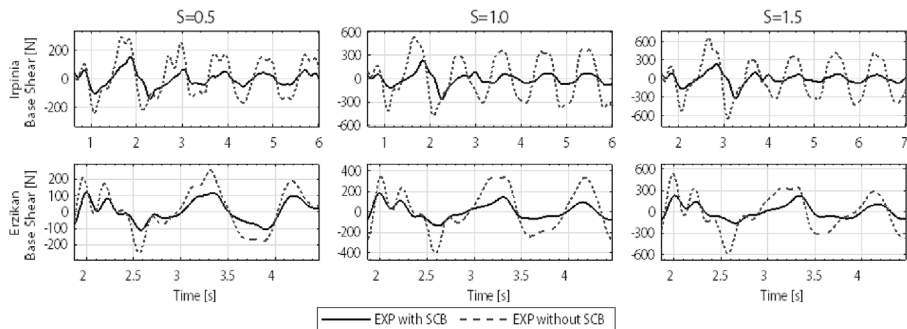 S=0.5
S=1.0
S=1.5
Irpinia
Base Shear [N]
200
0
-200
1 2 3 4 5 6
600
300
0
-300
-600
1 2 3 4 5 6
600
300
0
-300
-600
2 3 4 5 6 7
Erzikan
Base Shear [N]
200
100
0
-100
-200
2 2.5 3 3.5 4
Time [s]
400
200
0
-200
-400
2 2.5 3 3.5 4
Time [s]
600
300
0
-300
-600
2 2.5 3 3.5 4
Time [s]
EXP with SCB
EXP without SCB